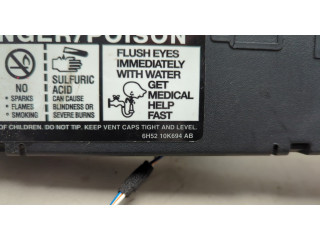 NGER/POISON
NO
• SPARKS
• FLAMES
• SMOKING
SULFURIC
ACID
CAN CAUSE
BLINDNESS OR
SEVERE BURNS
FLUSH EYES
IMMEDIATELY
WITH WATER
GET
MEDICAL
HELP
FAST
OF CHILDREN. DO NOT TIP. KEEP VENT CAPS TIGHT AND LEVEL.
6H52 10K694 AB